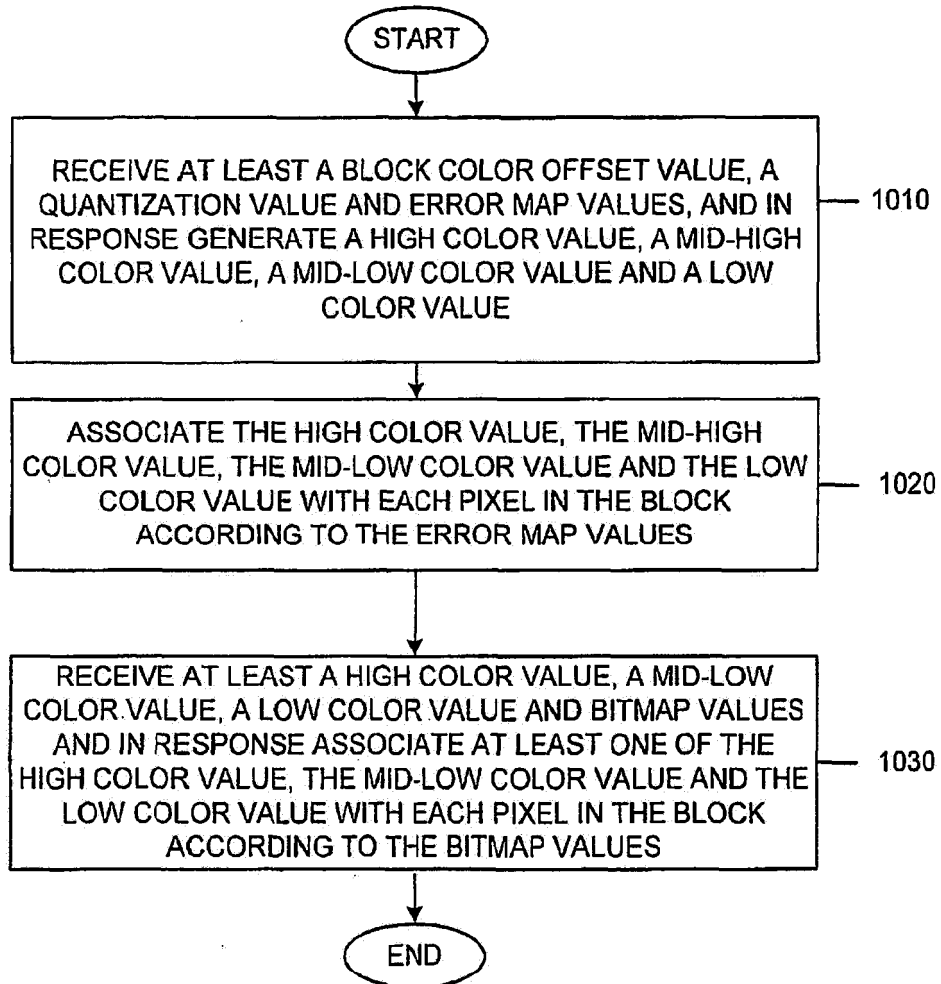 START
RECEIVE AT LEAST A BLOCK COLOR OFFSET VALUE, A
QUANTIZATION VALUE AND ERROR MAP VALUES, AND IN
RESPONSE GENERATE A HIGH COLOR VALUE, A MID-HIGH
COLOR VALUE, A MID-LOW COLOR VALUE AND A LOW
COLOR VALUE
1010
ASSOCIATE THE HIGH COLOR VALUE, THE MID-HIGH
COLOR VALUE, THE MID-LOW COLOR VALUE AND THE LOW
COLOR VALUE WITH EACH PIXEL IN THE BLOCK
ACCORDING TO THE ERROR MAP VALUES
1020
RECEIVE AT LEAST A HIGH COLOR VALUE, A MID-LOW
COLOR VALUE, A LOW COLOR VALUE AND BITMAP VALUES
AND IN RESPONSE ASSOCIATE AT LEAST ONE OF THE
HIGH COLOR VALUE, THE MID-LOW COLOR VALUE AND THE
LOW COLOR VALUE WITH EACH PIXEL IN THE BLOCK
ACCORDING TO THE BITMAP VALUES
1030
END